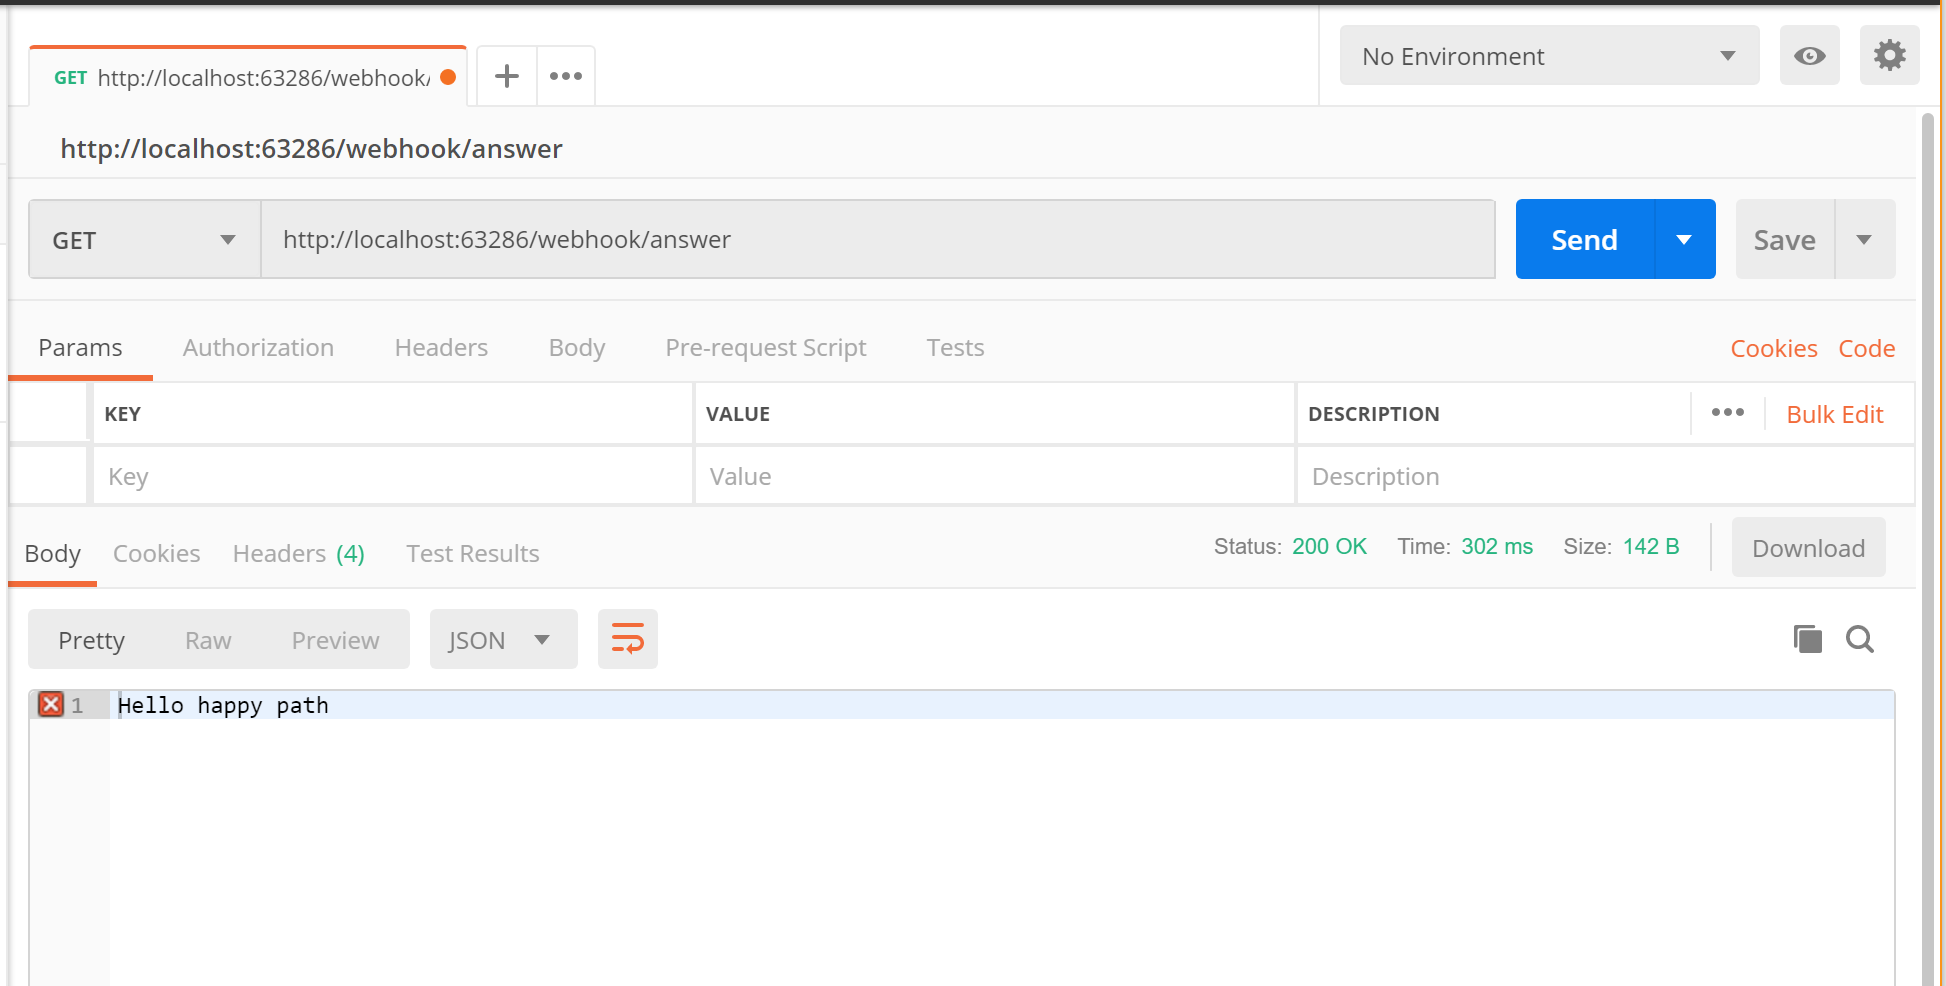 GET http://localhost:63286/webhook/
No Environment
http://localhost:63286/webhook/answer
GET http://localhost:63286/webhook/answer Send Save
Params Authorization Headers Body Pre-request Script Tests Cookies Code
KEY VALUE DESCRIPTION Bulk Edit
Key Value Description
Body Cookies Headers (4) Test Results Status: 200 OK Time: 302 ms Size: 142 B Download
Pretty Raw Preview JSON
1 Hello happy path